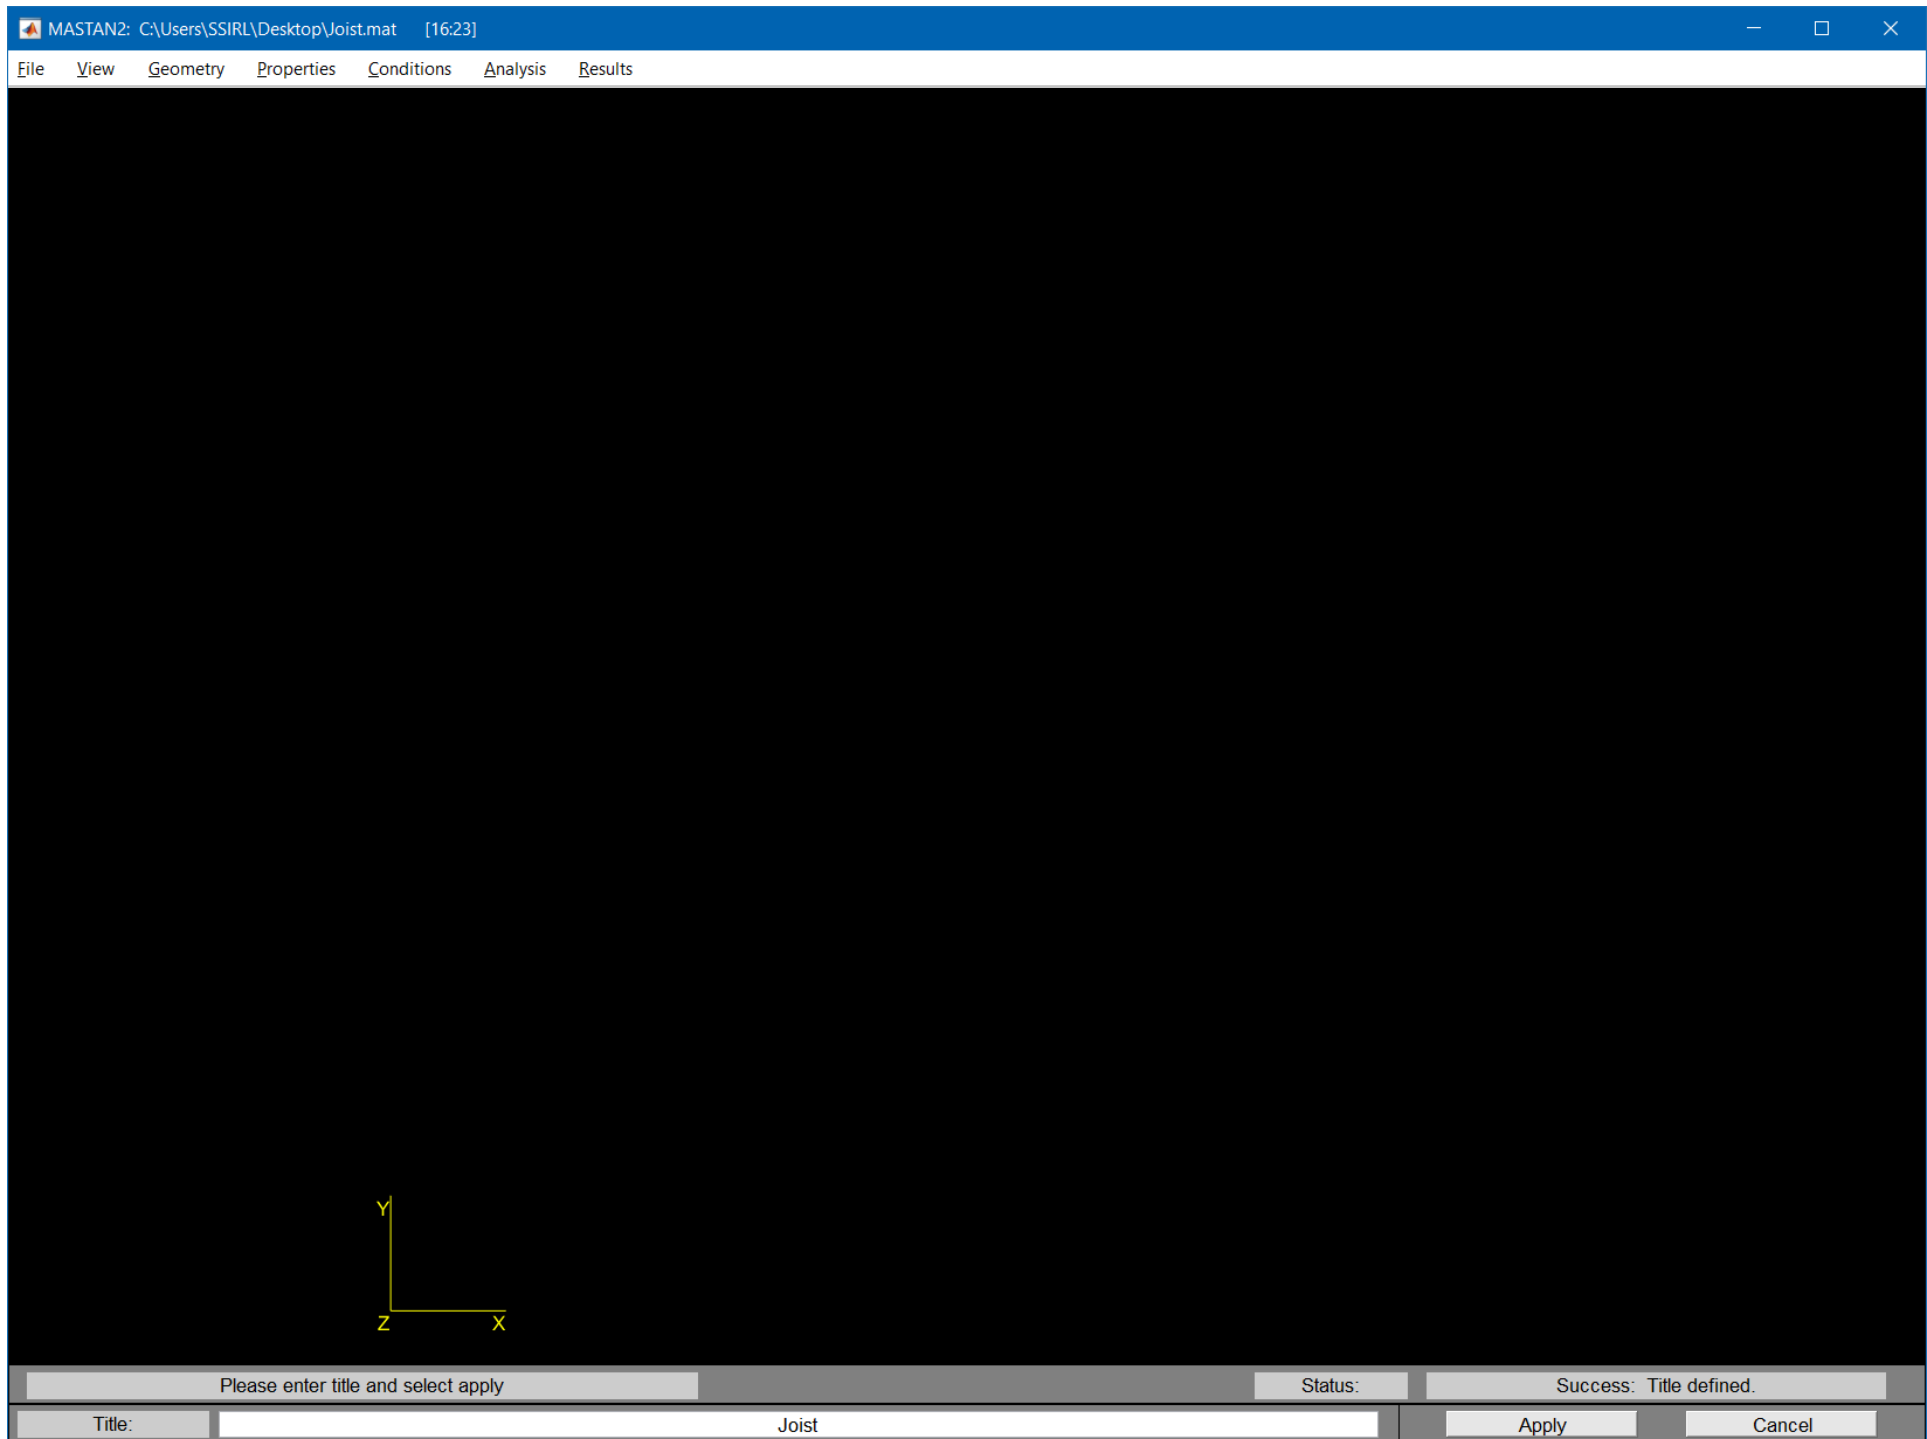 MASTAN2: C:\Users\SSIRL\Desktop\Joist.mat [16:23]
File View Geometry Properties Conditions Analysis Results
Y
Z X
Please enter title and select apply Status: Success: Title defined.
Title: Joist Apply Cancel